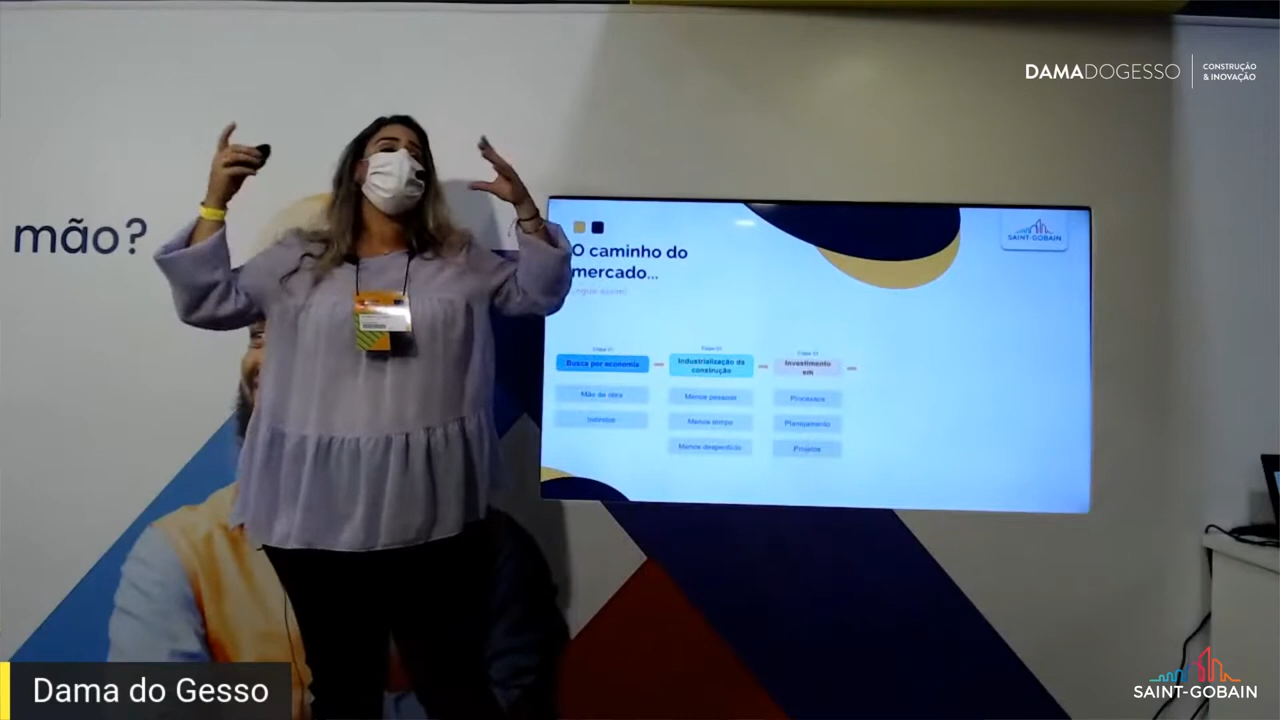 DAMADOGESSO
CONSTRUÇÃO
& INOVAÇÃO
mão?
O caminho do
mercado...
SAINT-GOBAIN
Busca por economia
Industrialização da
construção
Investimento
em
Mão de obra
Menos pessoas
Processos
Indiretos
Menos tempo
Planejamento
Menos desperdício
Projetos
Dama do Gesso
SAINT-GOBAIN